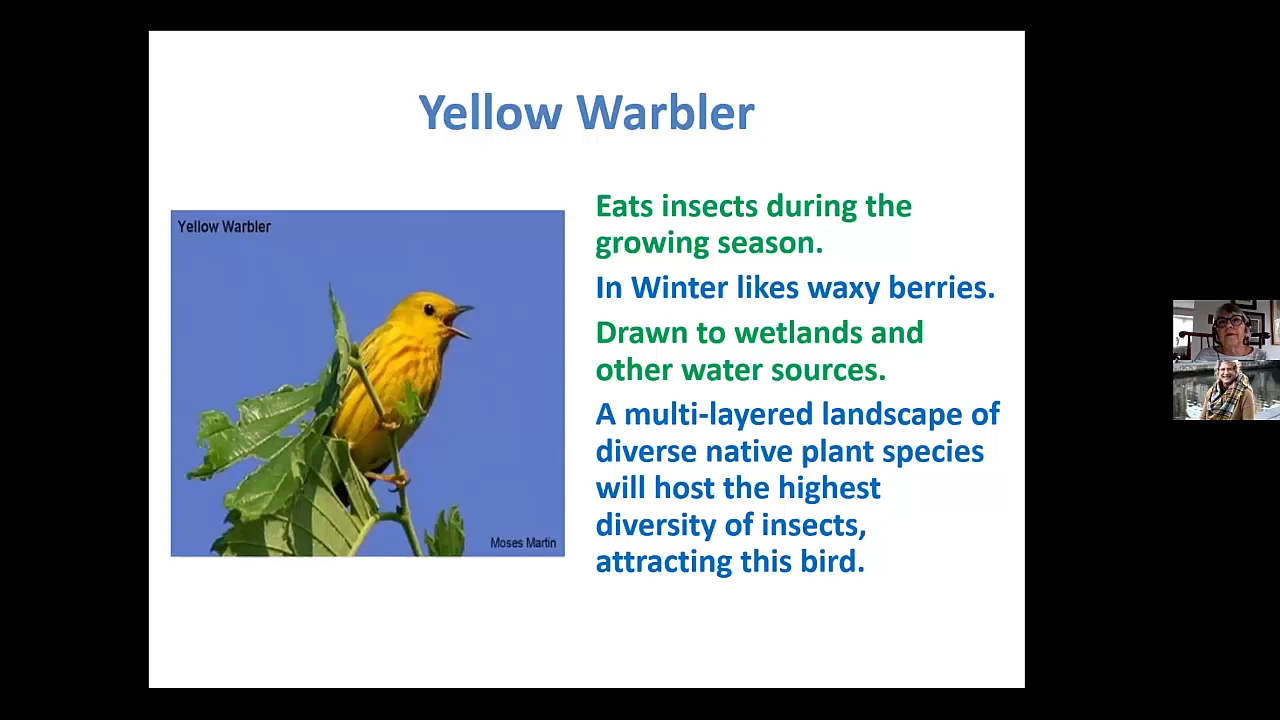 Yellow Warbler
Yellow Warbler
Moses Martin
Eats insects during the
growing season.
In Winter likes waxy berries.
Drawn to wetlands and
other water sources.
A multi-layered landscape of
diverse native plant species
will host the highest
diversity of insects,
attracting this bird.